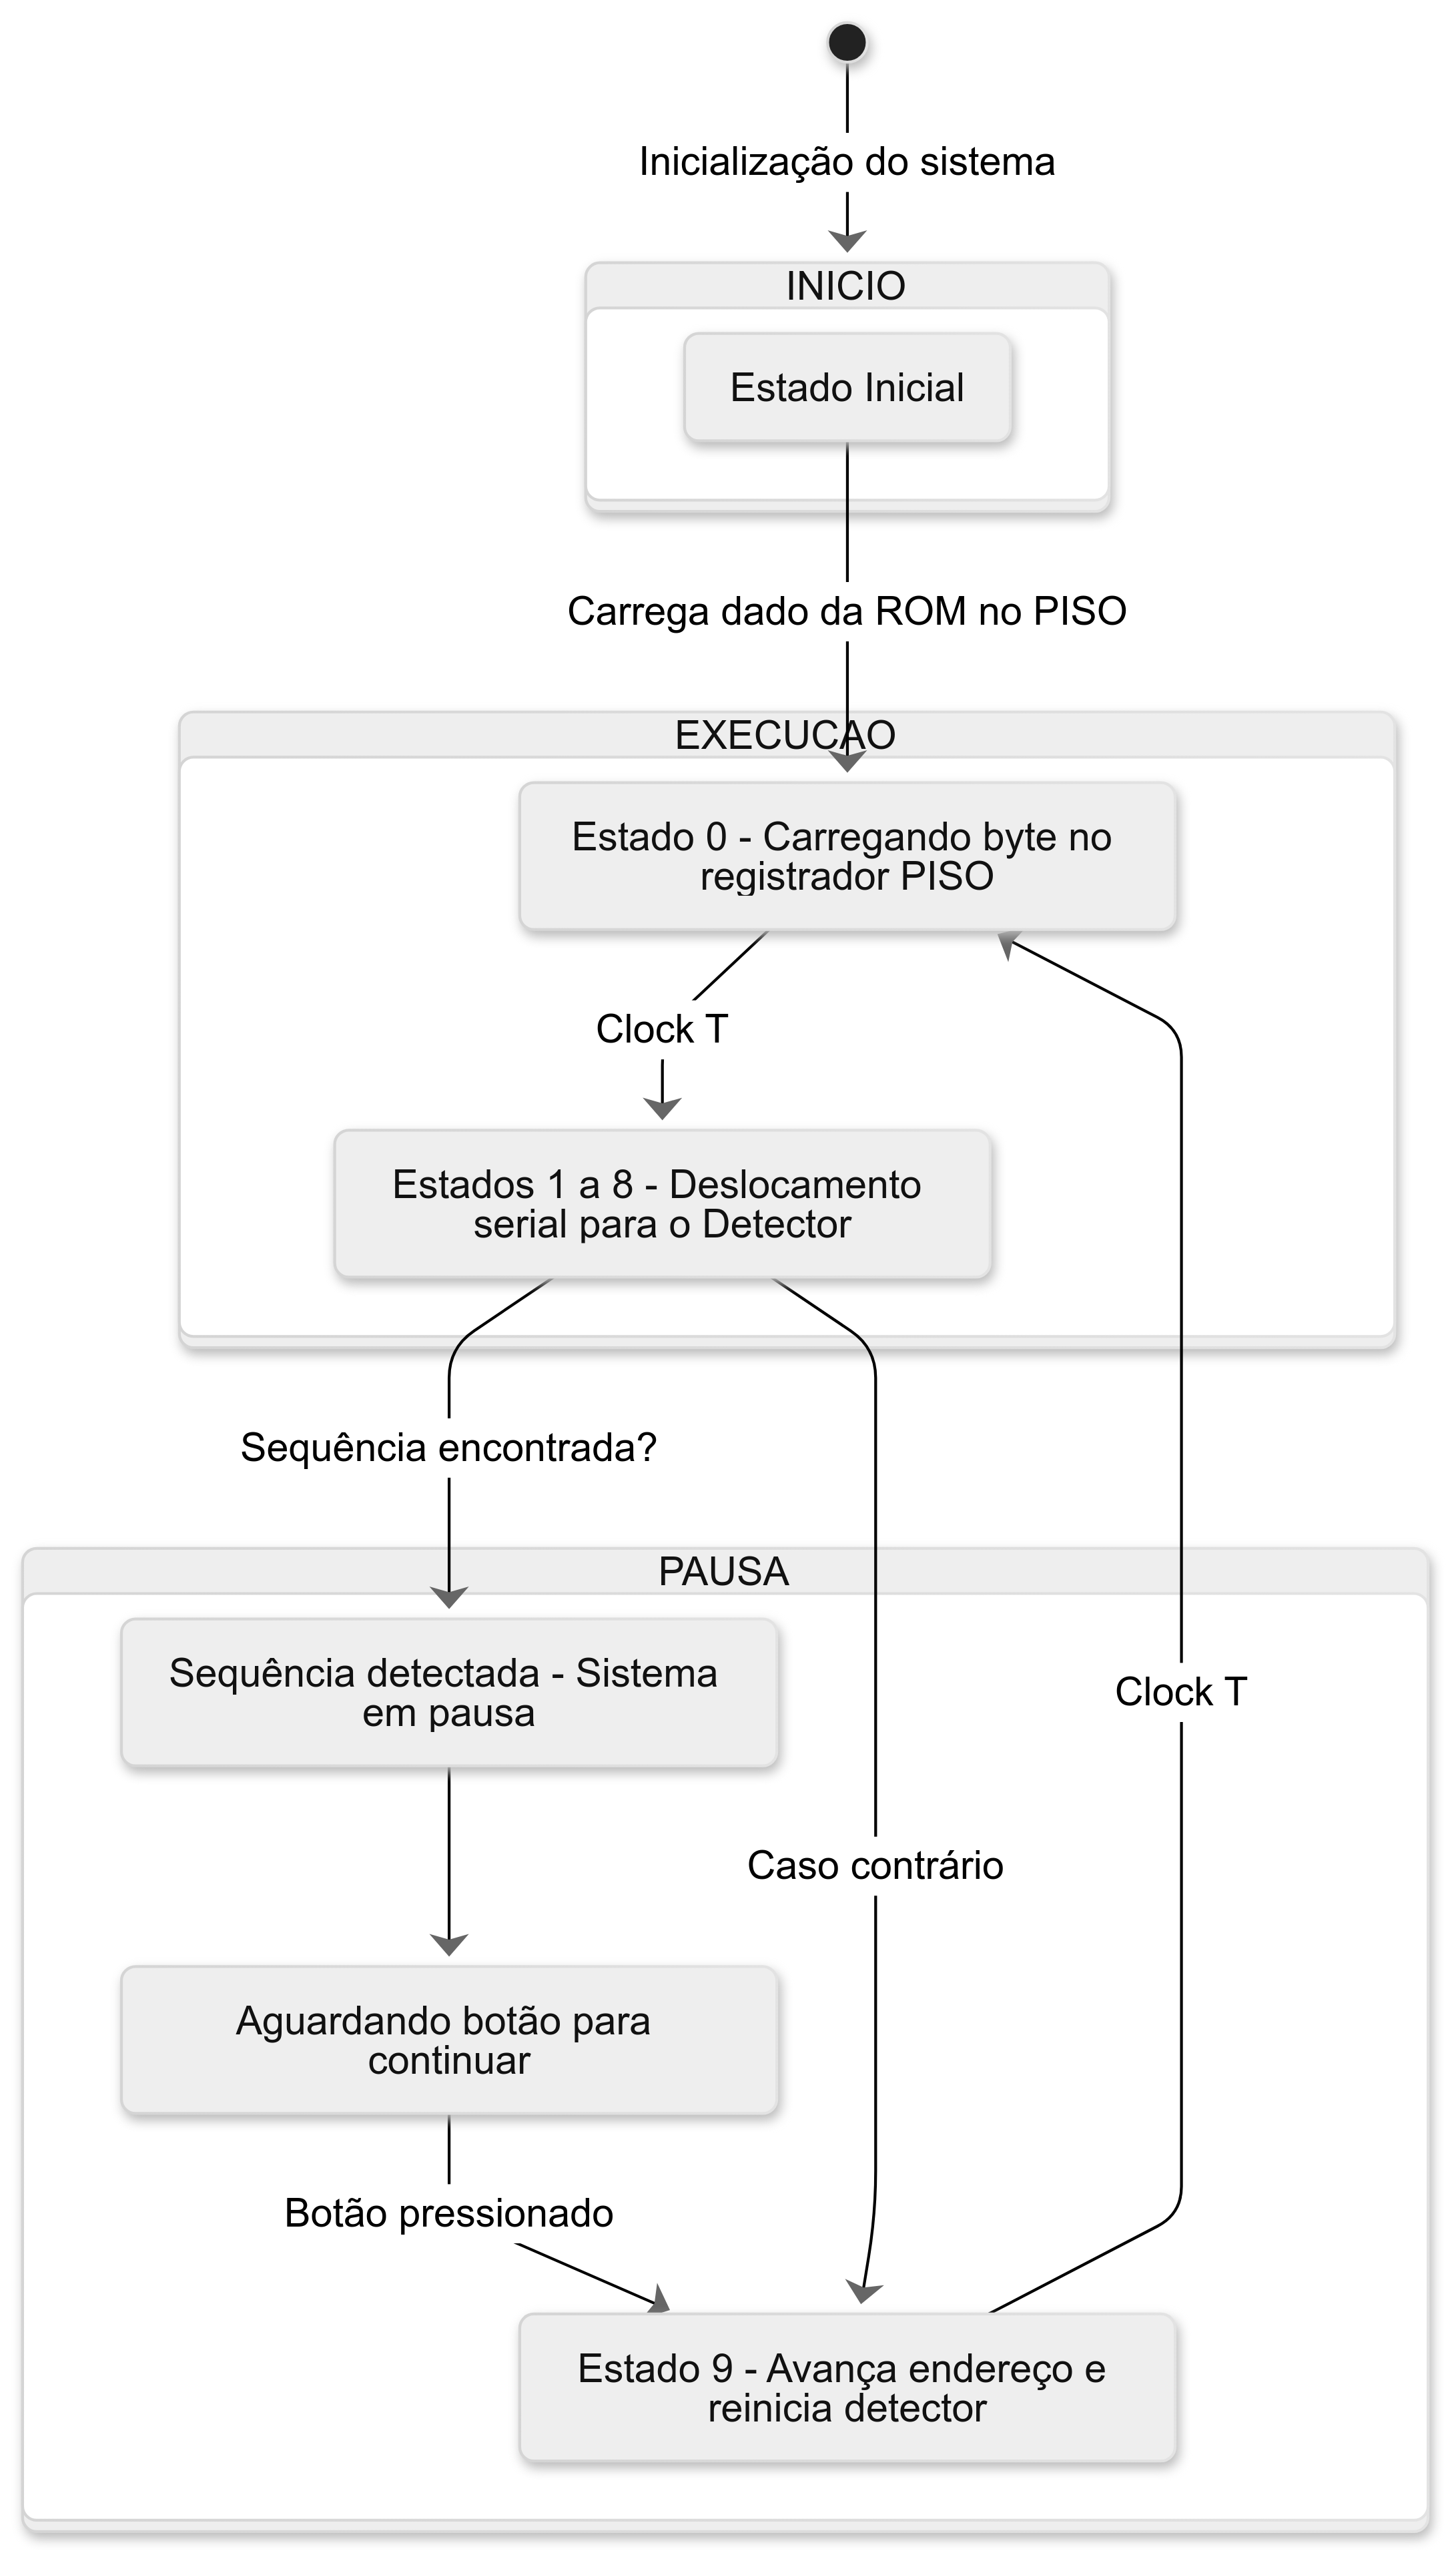 Inicialização do sistema
INICIO
Estado Inicial
Carrega dado da ROM no PISO
EXECUCAO
Estado 0 - Carregando byte no
registrador PISO
Clock T
Estados 1 a 8 - Deslocamento
serial para o Detector
Sequência encontrada?
PAUSA
Sequência detectada - Sistema
em pausa
Clock T
Caso contrário
Aguardando botão para
continuar
Botão pressionado
Estado 9 - Avança endereço e
reinicia detector